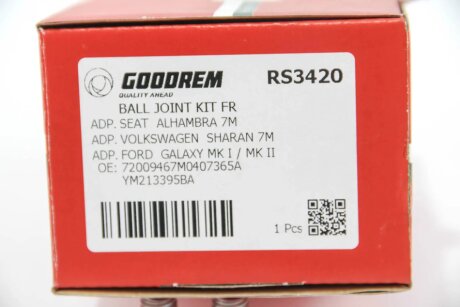 GOODREM RS3420
QUALITY AHEAD
BALL JOINT KIT FR
ADP. SEAT ALHAMBRA 7M
ADP. VOLKSWAGEN SHARAN 7M
ADP. FORD GALAXY MK I / MK II
OE: 72009467M0407365A
YM213395BA
1 Pcs